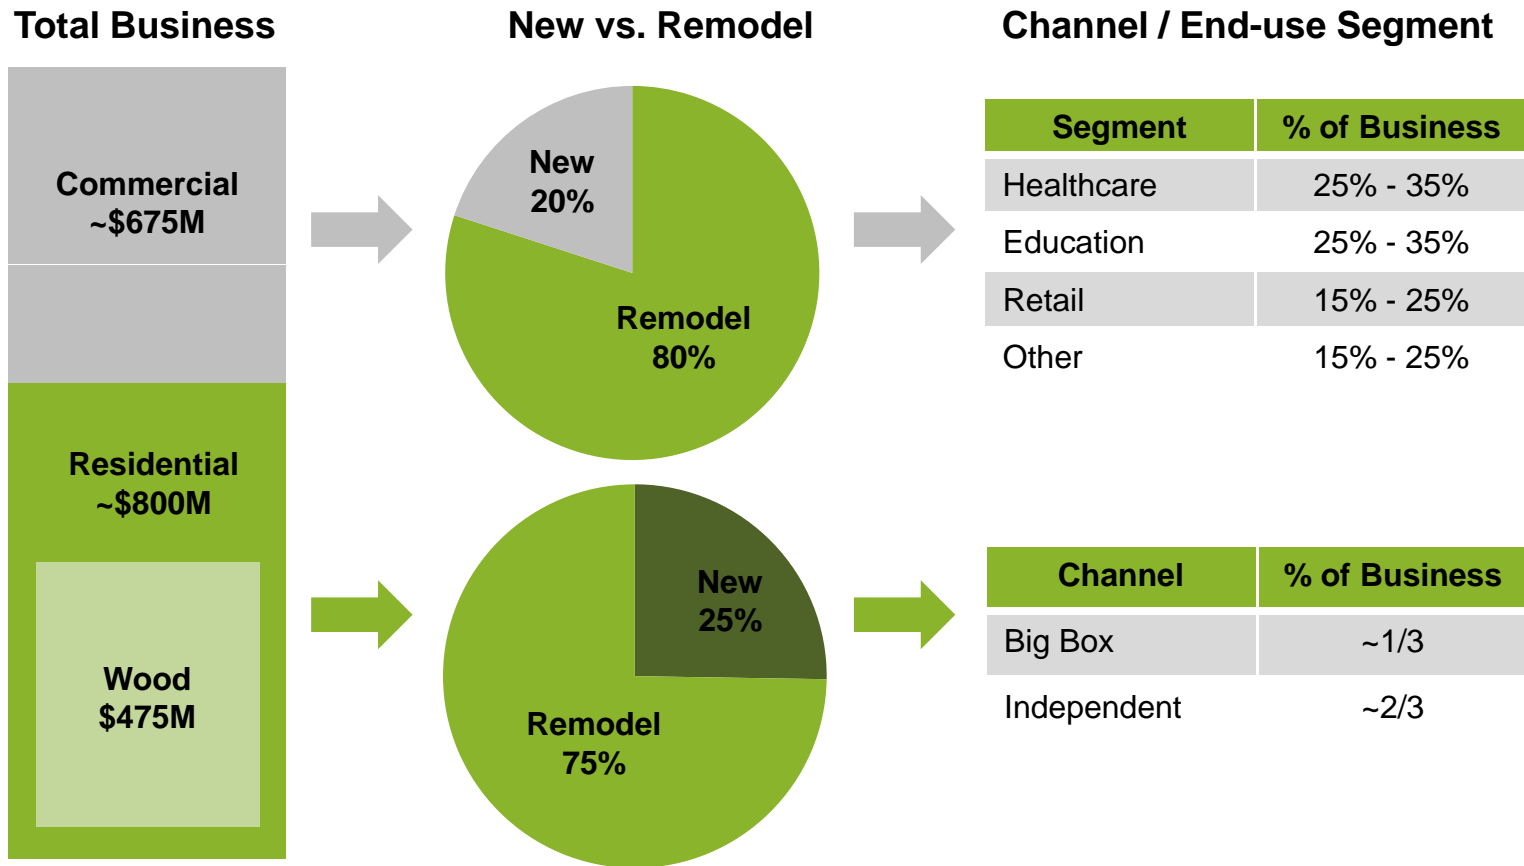 Total Business
New vs. Remodel
Channel / End-use Segment
Commercial
~$675M
Residential
~$800M
Wood
$475M
New
20%
Remodel
80%
New
25%
Remodel
75%
Segment % of Business
Healthcare 25% - 35%
Education 25% - 35%
Retail 15% - 25%
Other 15% - 25%
Channel % of Business
Big Box ~1/3
Independent ~2/3